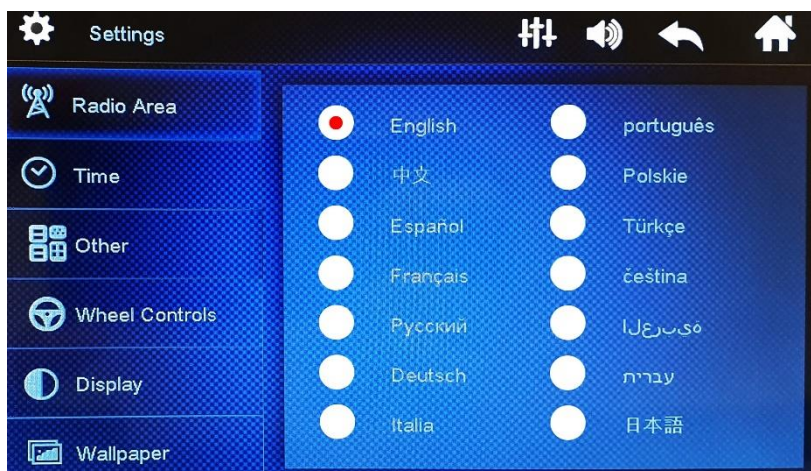 Settings
Radio Area
Time
Other
Wheel Controls
Display
Wallpaper
English
中文
Español
Français
Русский
Deutsch
Italia
português
Polskie
Türkçe
čeština
ةيبرعلا
עברית
日本語